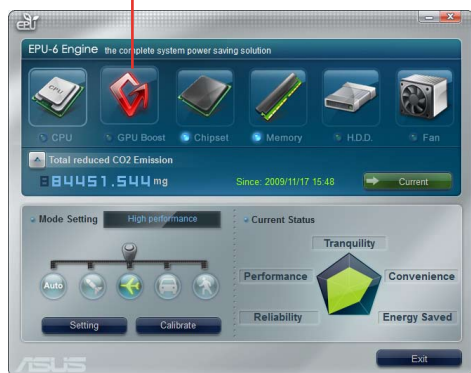 EPU
EPU-6 Engine the complete system power saving solution
CPU
CPU GPU Boost Chipset Memory H.D.D. Fan
Total reduced CO2 Emission
84451.544 mg Since: 2009/11/17 15:48 Current
Mode Setting High performance Current Status
Tranquility
Auto Performance Convenience
Reliability Energy Saved
Setting Calibrate
ASUS Exit